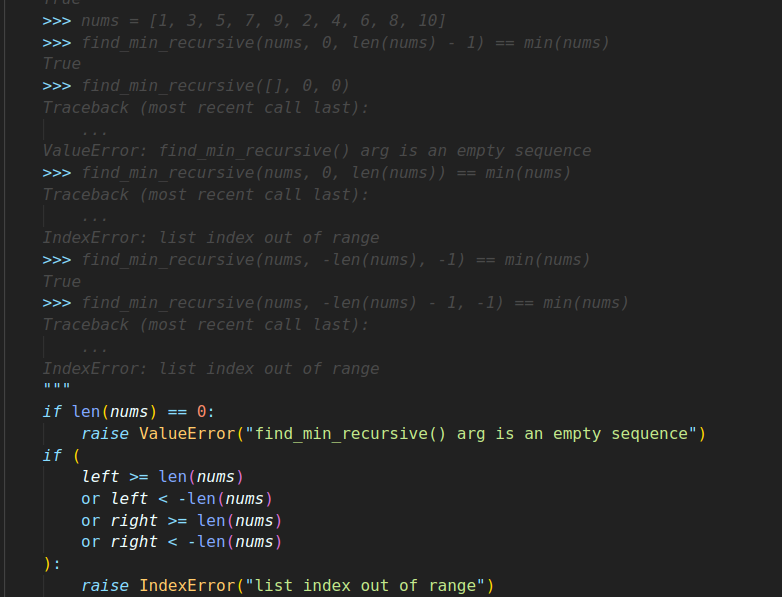 True
>>> nums = [1, 3, 5, 7, 9, 2, 4, 6, 8, 10]
>>> find_min_recursive(nums, 0, len(nums) - 1) == min(nums)
True
>>> find_min_recursive([], 0, 0)
Traceback (most recent call last):
    ...
ValueError: find_min_recursive() arg is an empty sequence
>>> find_min_recursive(nums, 0, len(nums)) == min(nums)
Traceback (most recent call last):
    ...
IndexError: list index out of range
>>> find_min_recursive(nums, -len(nums), -1) == min(nums)
True
>>> find_min_recursive(nums, -len(nums) - 1, -1) == min(nums)
Traceback (most recent call last):
    ...
IndexError: list index out of range
"""
if len(nums) == 0:
    raise ValueError("find_min_recursive() arg is an empty sequence")
if (
    left >= len(nums)
    or left < -len(nums)
    or right >= len(nums)
    or right < -len(nums)
):
    raise IndexError("list index out of range")